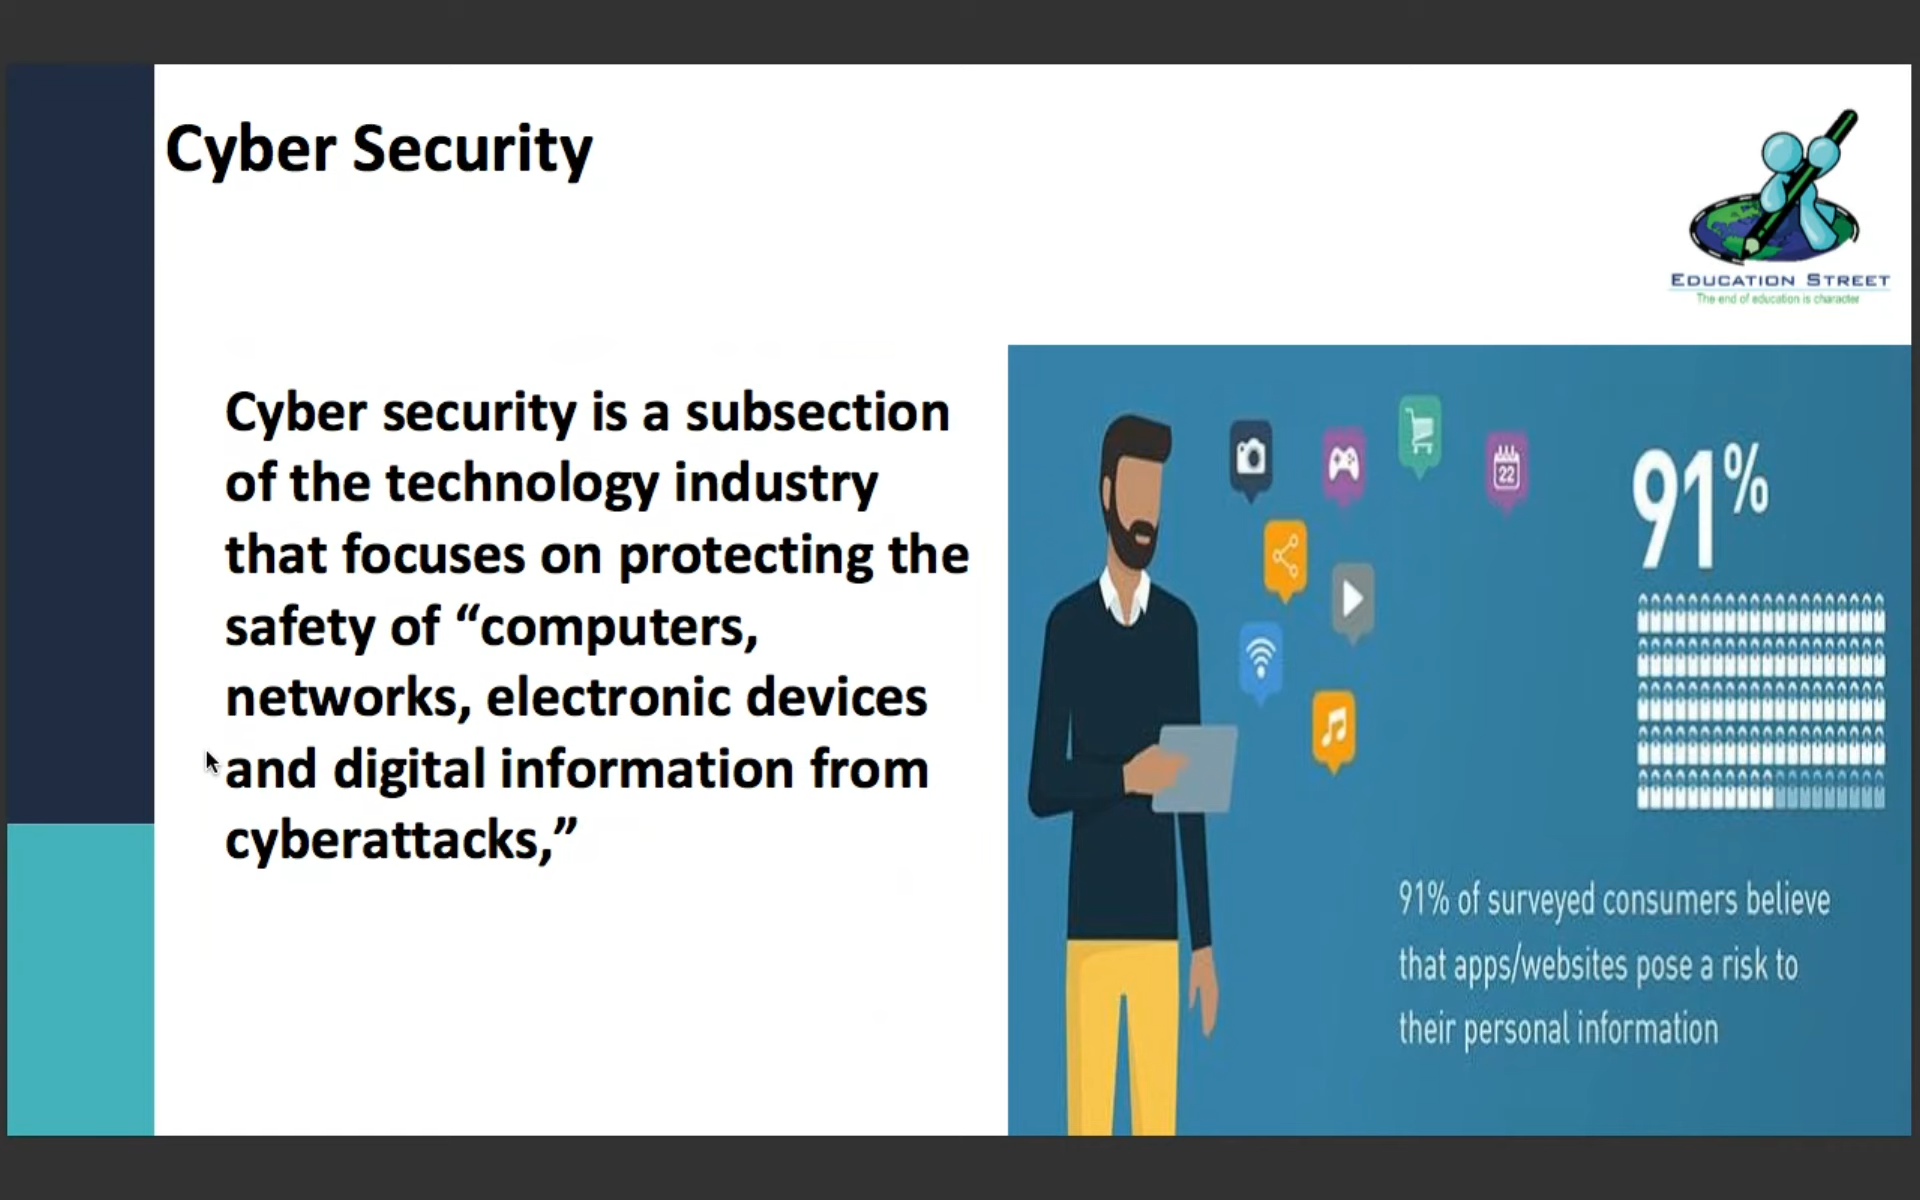 Cyber Security
EDUCATION STREET
The end of education is character
Cyber security is a subsection
of the technology industry
that focuses on protecting the
safety of “computers,
networks, electronic devices
and digital information from
cyberattacks,”
22
91%
91% of surveyed consumers believe
that apps/websites pose a risk to
their personal information